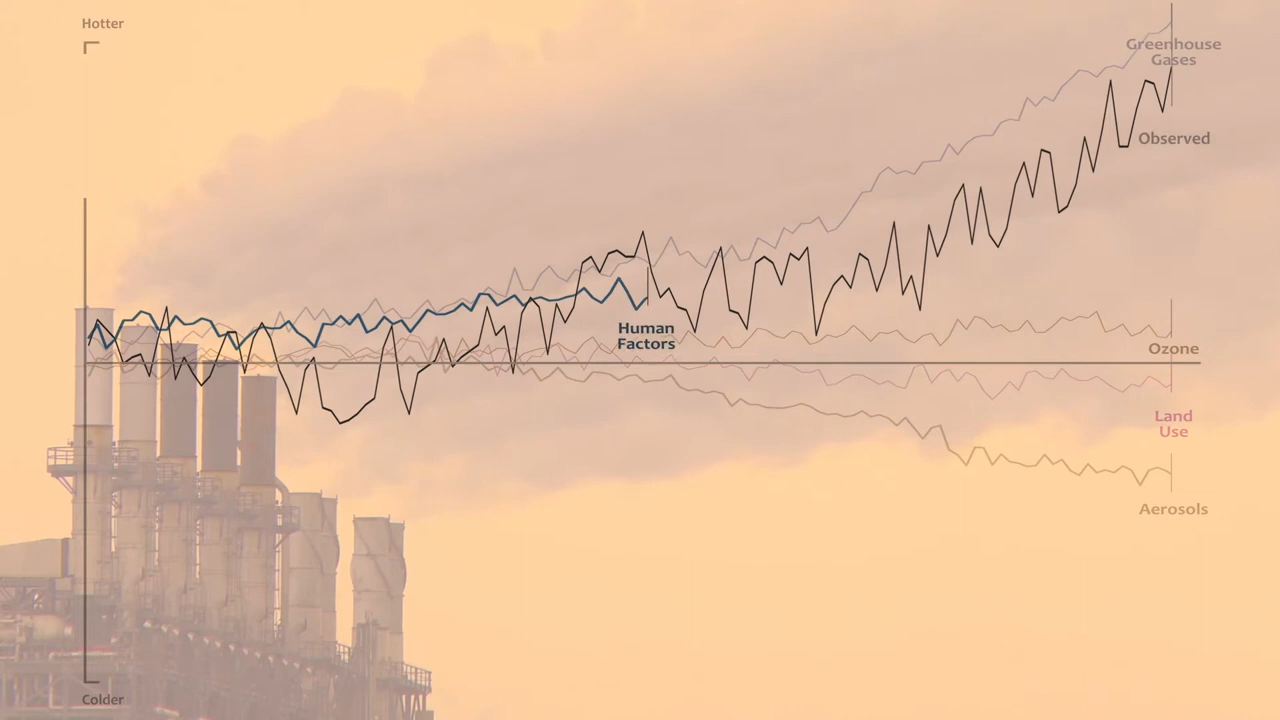 Hotter
Greenhouse
Gases
Observed
Human
Factors
Ozone
Land
Use
Aerosols
Colder